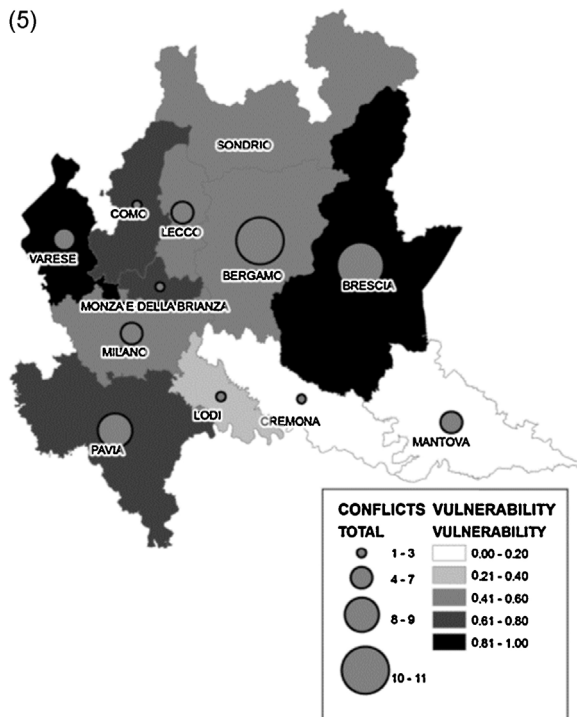 (5)
SONDRIO
COMO
LECCO
VARESE
BERGAMO
BRESCIA
MONZA E DELLA BRIANZA
MILANO
LODI
CREMONA
MANTOVA
PAVIA
CONFLICTS VULNERABILITY
TOTAL VULNERABILITY
1 - 3 0.00 - 0.20
4 - 7 0.21 - 0.40
8 - 9 0.41 - 0.60
10 - 11 0.61 - 0.80
0.81 - 1.00